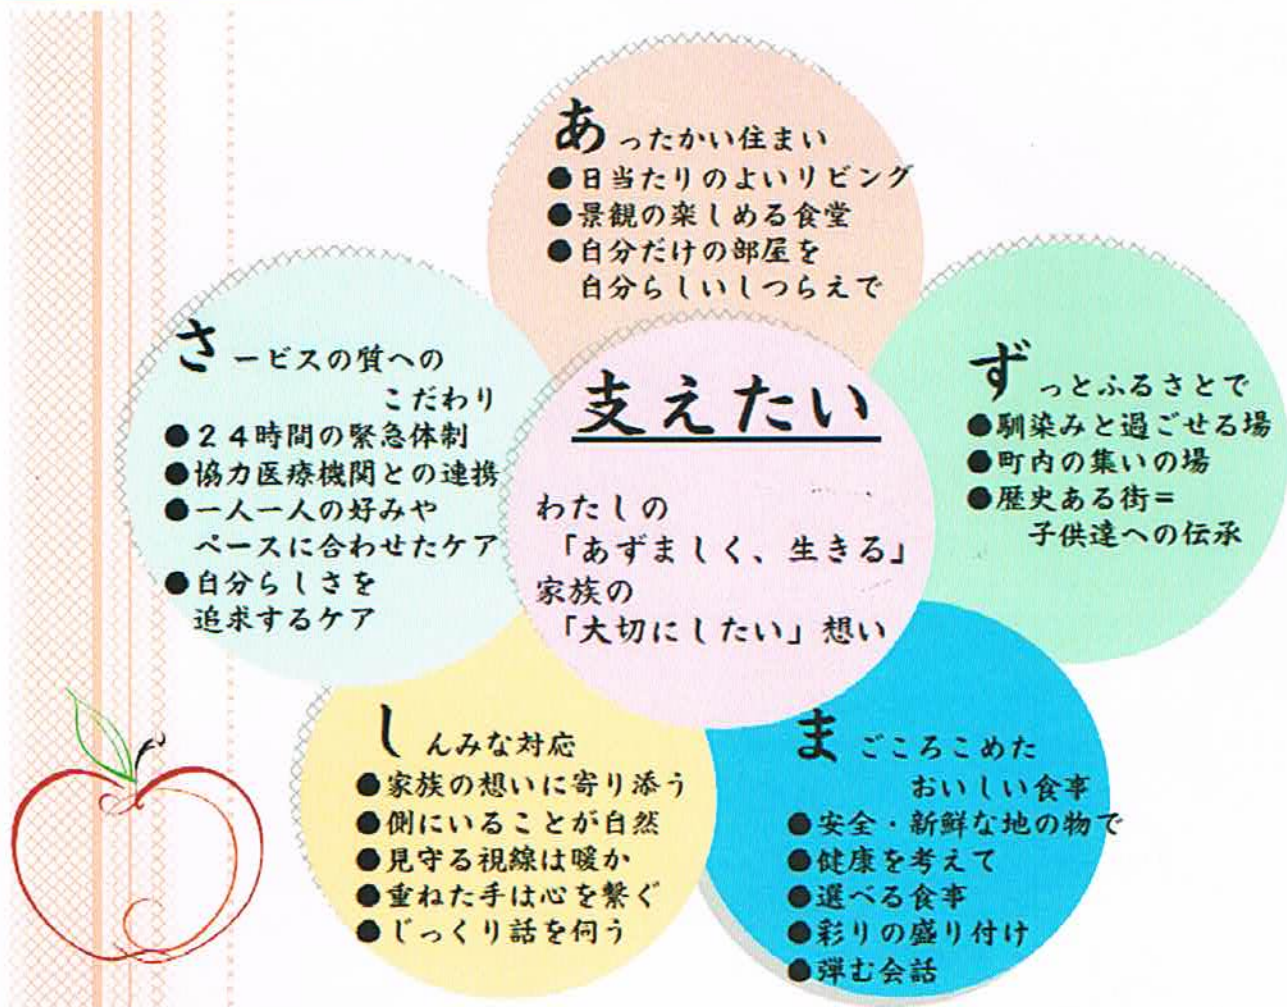 あったかい住まい
●日当たりのよいリビング
●景観の楽しめる食堂
●自分だけの部屋を
自分らしいしつらえで
ずっとふるさとで
●馴染みと過ごせる場
●町内の集いの場
●歴史ある街＝
子供達への伝承
まごころこめた
おいしい食事
●安全・新鮮な地の物で
●健康を考えて
●選べる食事
●彩りの盛り付け
●弾む会話
しんみな対応
●家族の想いに寄り添う
●側にいることが自然
●見守る視線は暖か
●重ねた手は心を繋ぐ
●じっくり話を伺う
さービスの質への
こだわり
●２４時間の緊急体制
●協力医療機関との連携
●一人一人の好みや
ペースに合わせたケア
●自分らしさを
追求するケア
支えたい
わたしの
「あずましく、生きる」
家族の
「大切にしたい」想い